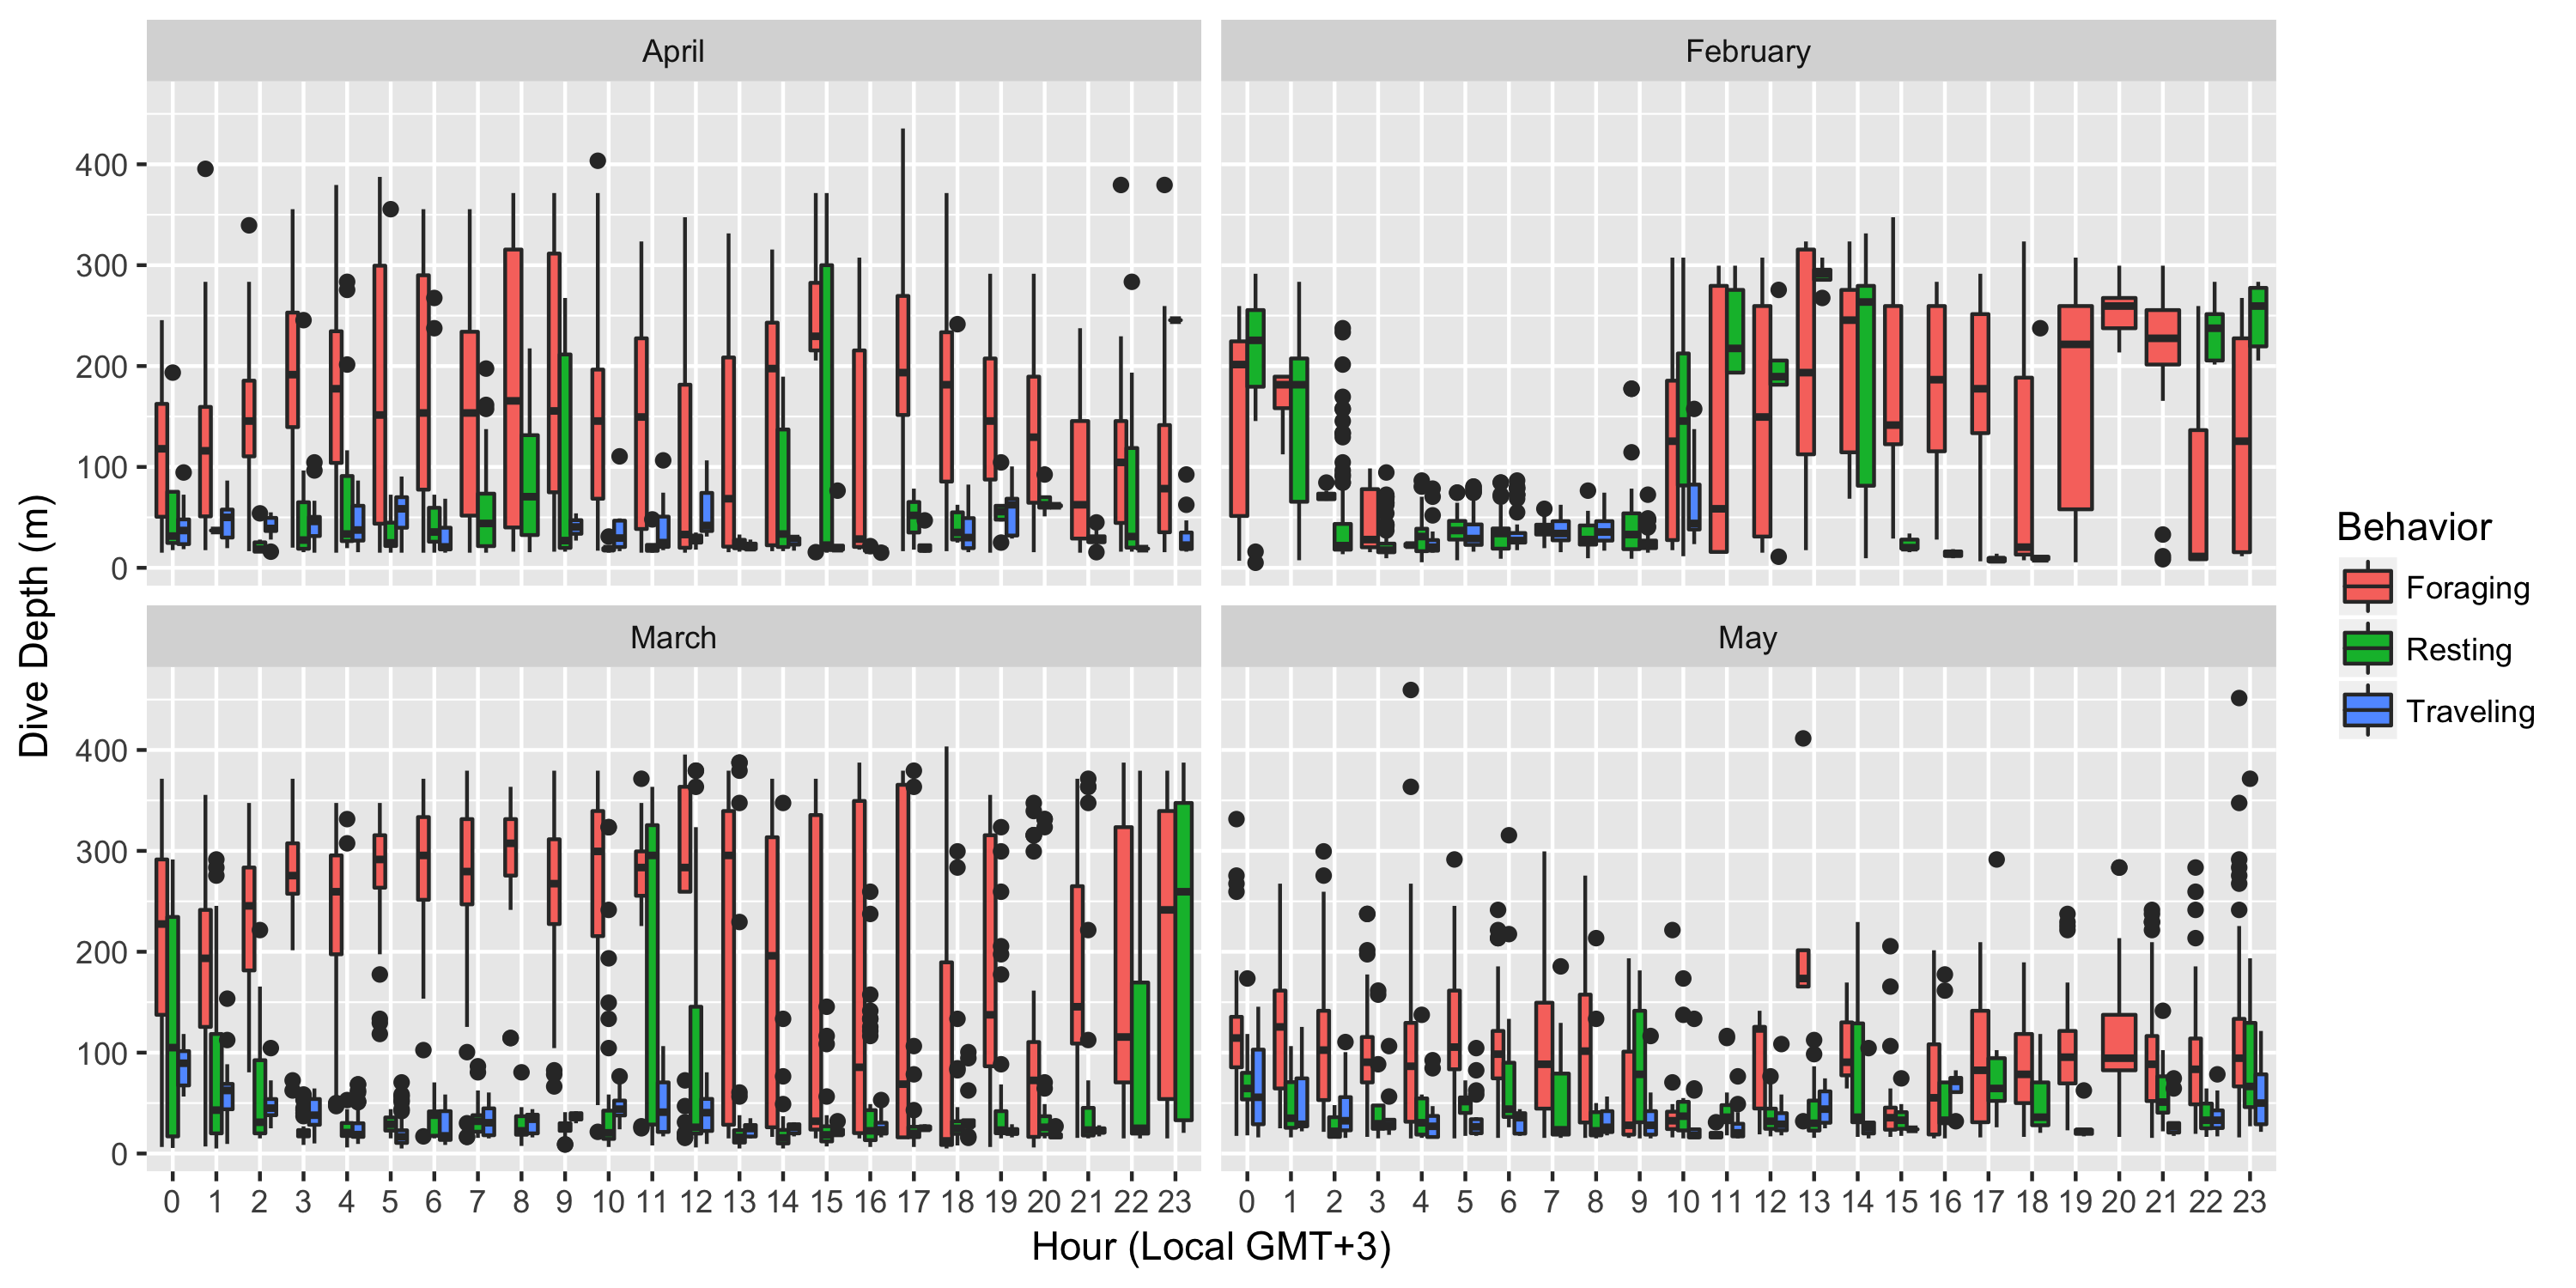 April
February
400
300
200
100
0
March
May
400
300
200
100
0
0 1 2 3 4 5 6 7 8 9 10 11 12 13 14 15 16 17 18 19 20 21 22 23
0 1 2 3 4 5 6 7 8 9 10 11 12 13 14 15 16 17 18 19 20 21 22 23
Dive Depth (m)
Hour (Local GMT+3)
Behavior
Foraging
Resting
Traveling